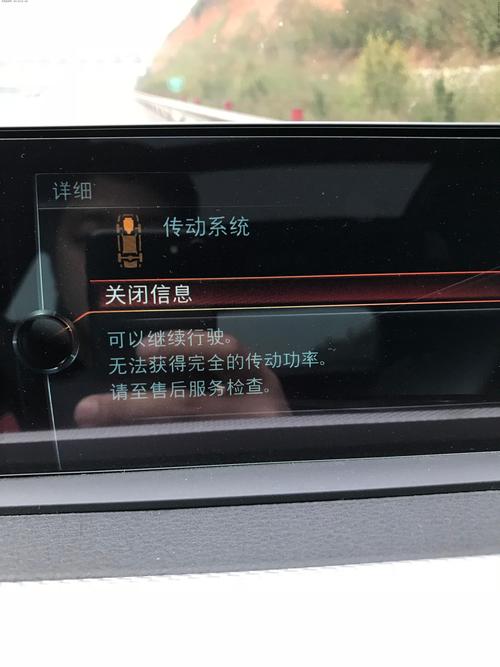 详细
传动系统
关闭信息
可以继续行驶。
无法获得完全的传动功率。
请至售后服务检查。